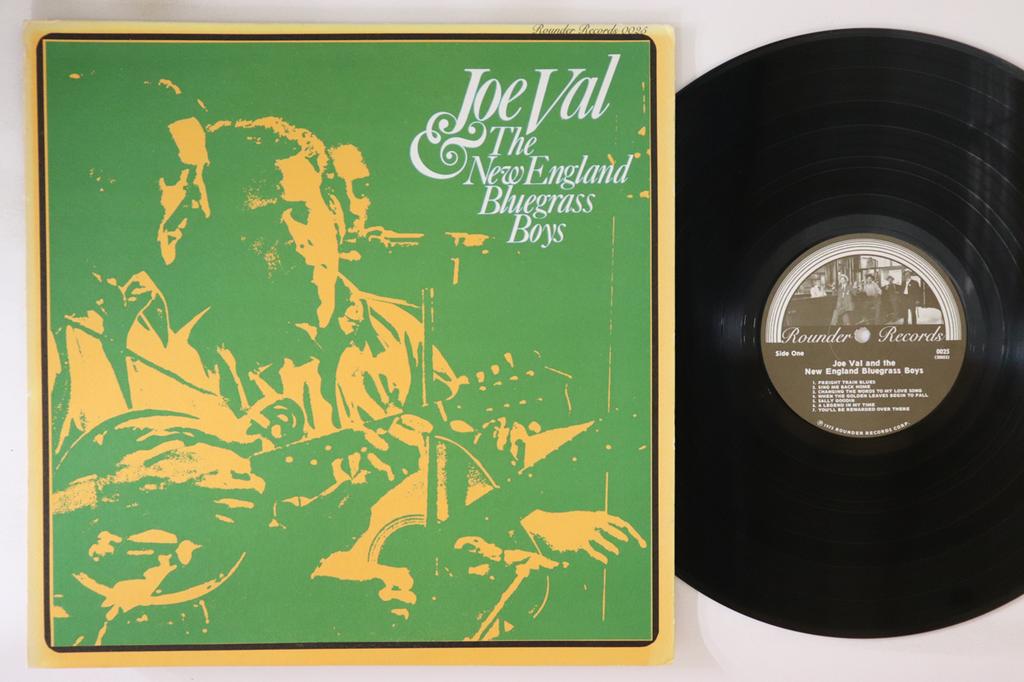 Rounder Records 0025
Joe Val
& The
New England
Bluegrass
Boys
Rounder Records
Side One
0025
Joe Val and the
New England Bluegrass Boys
1. FREIGHT TRAIN BLUES
2. SING ME BACK HOME
3. CHANGING THE WORDS TO MY LOVE SONG
4. WHEN THE GOLDEN LEAVES BEGIN TO FALL
5. SALLY GOODIN
6. A LEGEND IN MY TIME
7. YOU'LL BE REWARDED OVER THERE
ROUNDER RECORDS CORP.